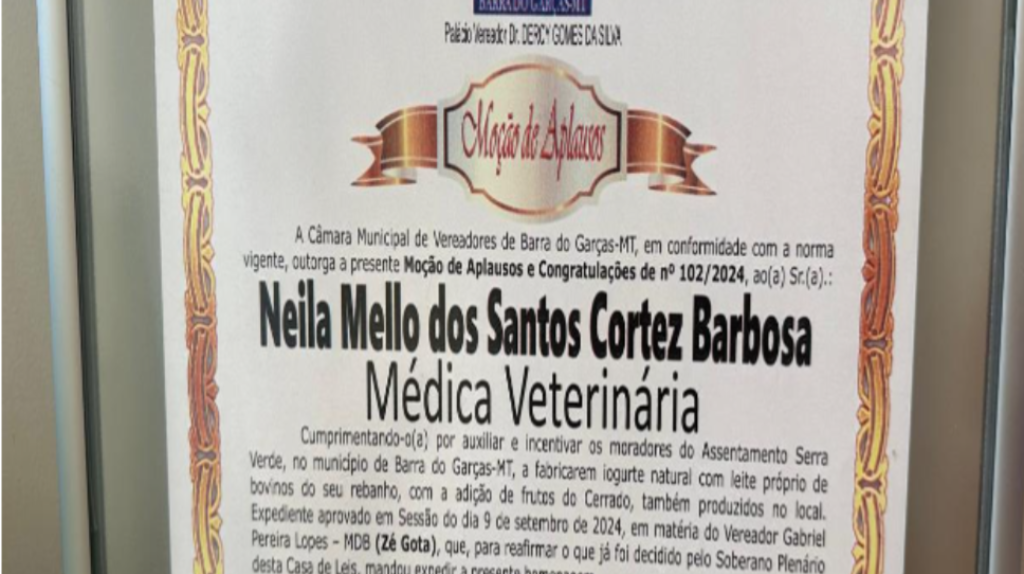 BARRA DO GARÇAS-MT
Palácio Vereador Dr. DERCY GOMES DA SILVA
Moção de Aplausos
A Câmara Municipal de Vereadores de Barra do Garças-MT, em conformidade com a norma
vigente, outorga a presente Moção de Aplausos e Congratulações de nº 102/2024, ao(a) Sr.(a).:
Neila Mello dos Santos Cortez Barbosa
Médica Veterinária
Cumprimentando-o(a) por auxiliar e incentivar os moradores do Assentamento Serra
Verde, no município de Barra do Garças-MT, a fabricarem iogurte natural com leite próprio de
bovinos do seu rebanho, com a adição de frutos do Cerrado, também produzidos no local.
Expediente aprovado em Sessão do dia 9 de setembro de 2024, em matéria do Vereador Gabriel
Pereira Lopes – MDB (Zé Gota), que, para reafirmar o que já foi decidido pelo Soberano Plenário
desta Casa de Leis, mandou expedir a presente